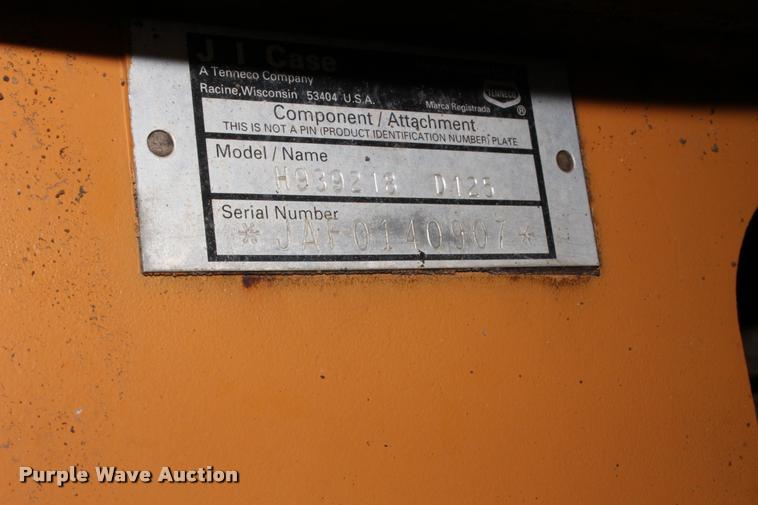 J I Case
A Tenneco Company
Racine, Wisconsin 53404 U.S.A.
TENNECO
Marca Registrada ®
Component / Attachment
THIS IS NOT A PIN (PRODUCT IDENTIFICATION NUMBER) PLATE
Model / Name
H939218 D125
Serial Number
*JAF0140907*
Purple Wave Auction